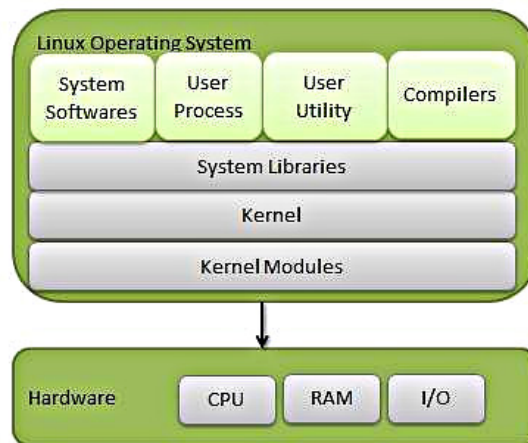 Linux Operating System
System
Softwares
User
Process
User
Utility
Compilers
System Libraries
Kernel
Kernel Modules
Hardware
CPU
RAM
I/O